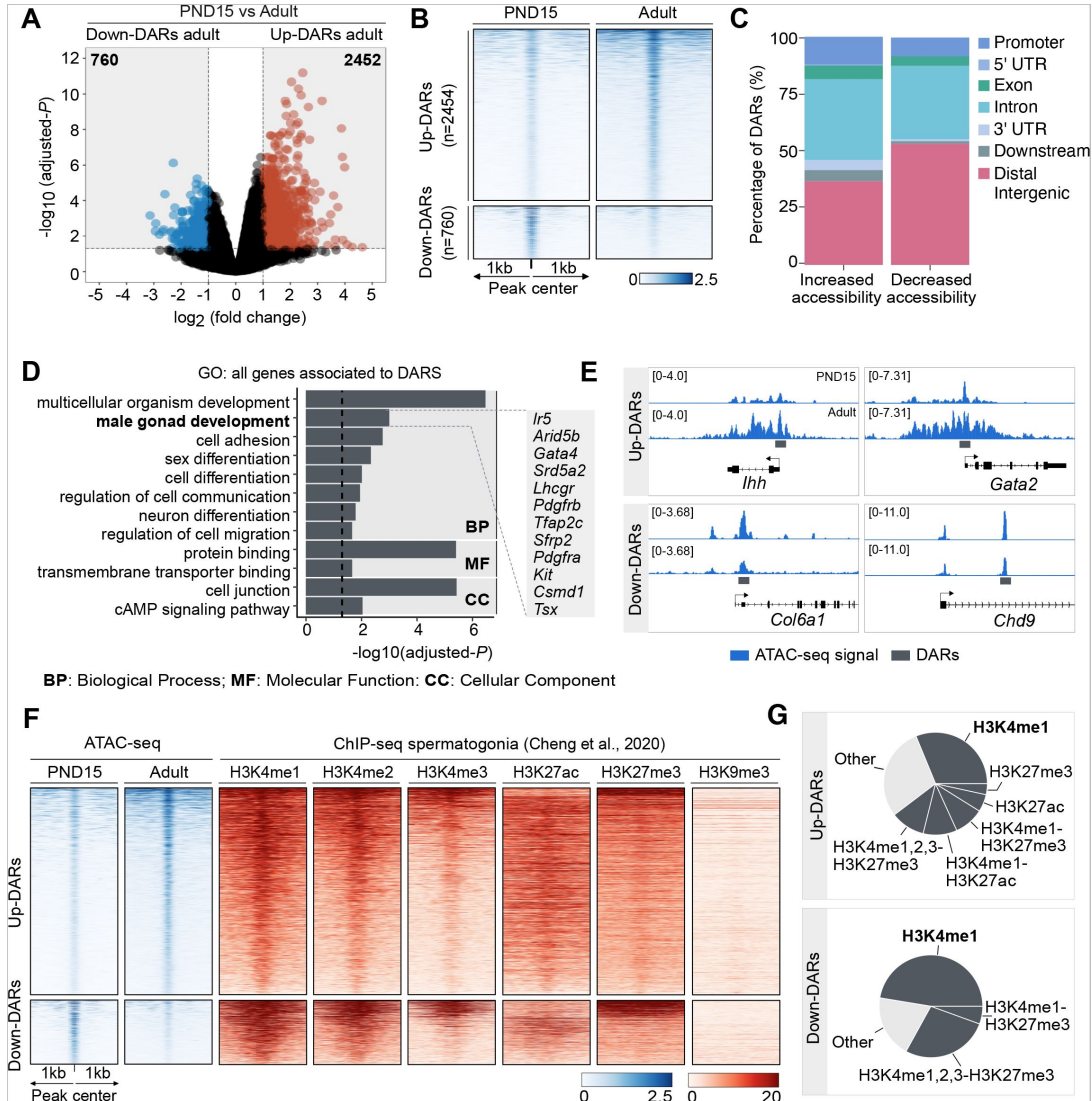 A
PND15 vs Adult
Down-DARs adult
Up-DARs adult
760
2452
-log10 (adjusted-P)
12
10
8
6
4
2
0
-5 -4 -3 -2 -1 0 1 2 3 4 5
log2 (fold change)
B
PND15
Adult
Up-DARs
(n=2454)
Down-DARs
(n=760)
1kb 1kb
Peak center
0 2.5
C
Percentage of DARs (%)
100
50
0
Increased
accessibility
Decreased
accessibility
Promoter
5' UTR
Exon
Intron
3' UTR
Downstream
Distal
Intergenic
D
GO: all genes associated to DARS
multicellular organism development
male gonad development
cell adhesion
sex differentiation
cell differentiation
regulation of cell communication
neuron differentiation
regulation of cell migration
protein binding
transmembrane transporter binding
cell junction
cAMP signaling pathway
BP
MF
CC
0 2 4 6 8
-log10(adjusted-P)
Ir5
Arid5b
Gata4
Srd5a2
Lhcgr
Pdgfrb
Tfap2c
Sfrp2
Pdgfra
Kit
Csmd1
Tsx
BP: Biological Process; MF: Molecular Function: CC: Cellular Component
E
Up-DARs
[0-4.0]
PND15
[0-4.0]
Adult
Ihh
[0-7.31]
[0-7.31]
Gata2
Down-DARs
[0-3.68]
[0-3.68]
Col6a1
[0-11.0]
[0-11.0]
Chd9
ATAC-seq signal
DARs
F
ATAC-seq
ChIP-seq spermatogonia (Cheng et al., 2020)
PND15
Adult
H3K4me1
H3K4me2
H3K4me3
H3K27ac
H3K27me3
H3K9me3
Up-DARs
Down-DARs
1kb 1kb
Peak center
0 2.5
0 20
G
Up-DARs
H3K4me1
Other
H3K27me3
H3K27ac
H3K4me1-
H3K27me3
H3K4me1,2,3-
H3K27me3
H3K4me1-
H3K27ac
Down-DARs
H3K4me1
H3K4me1-
H3K27me3
Other
H3K4me1,2,3-H3K27me3